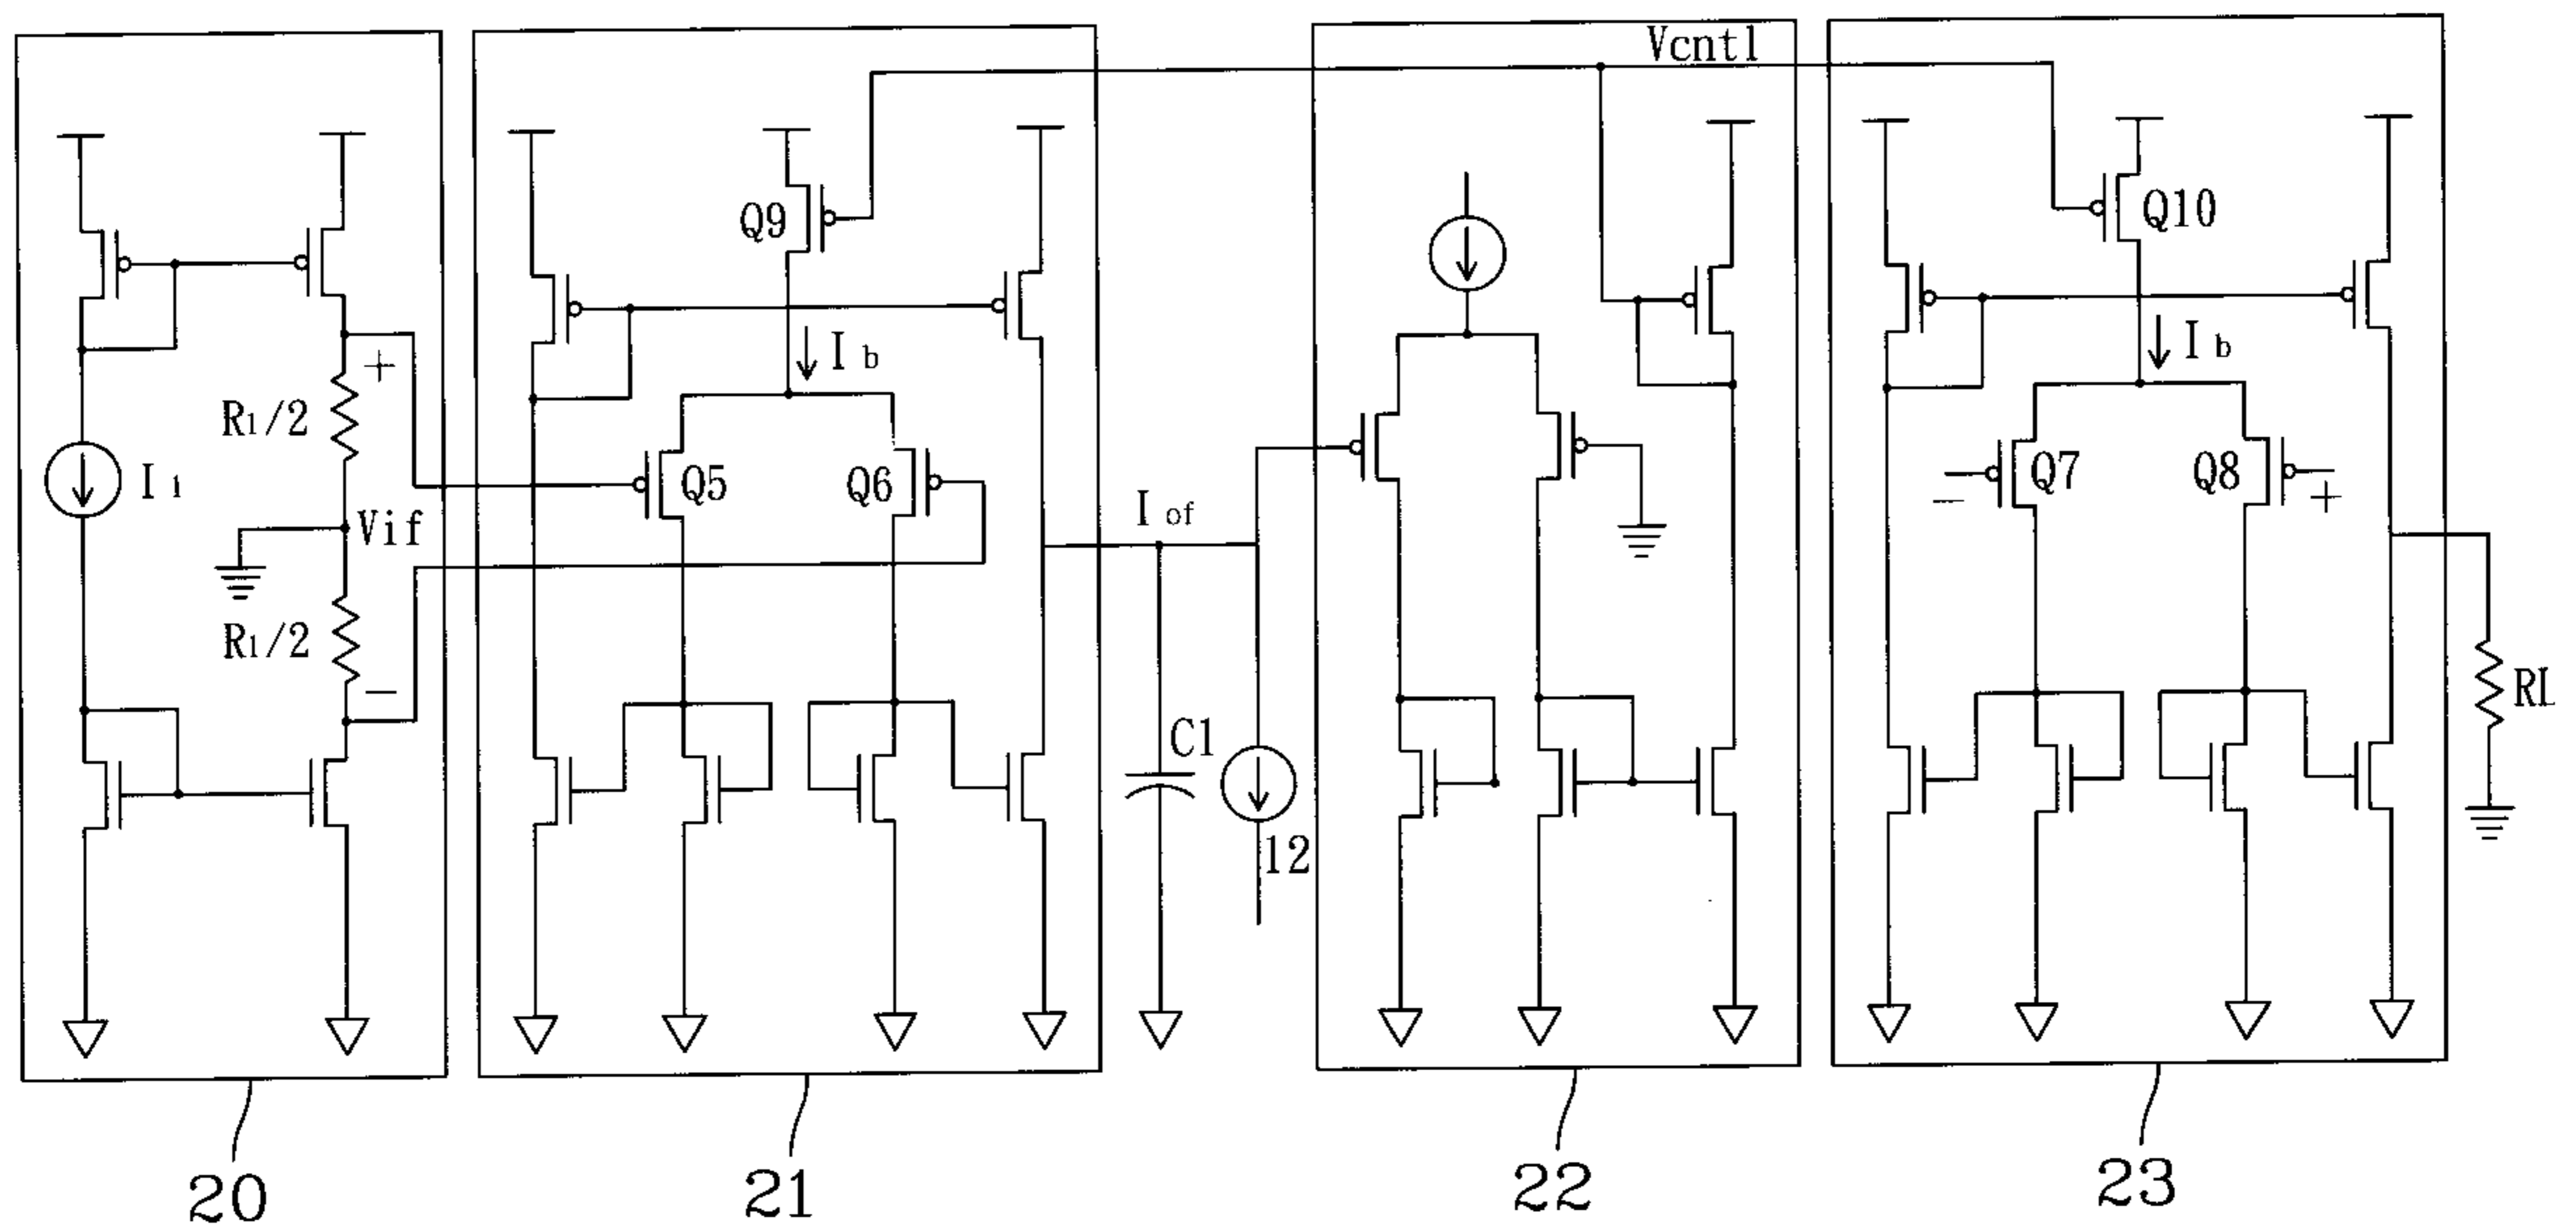 Vcntl
Q9
Q10
I b
I b
+
R1/2
I i
Q5
Q6
Q7
Q8
−
+
Vif
I of
R1/2
−
C1
RL
12
20
21
22
23